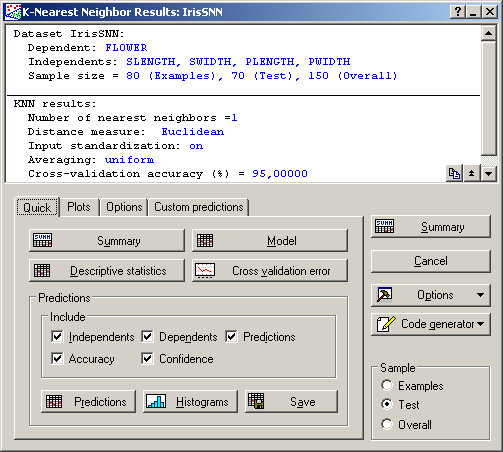 K-Nearest Neighbor Results: IrisSNN
Dataset IrisSNN:
Dependent: FLOWER
Independents: SLENGTH, SWIDTH, PLENGTH, PWIDTH
Sample size = 80 (Examples), 70 (Test), 150 (Overall)
KNN results:
Number of nearest neighbors =1
Distance measure: Euclidean
Input standardization: on
Averaging: uniform
Cross-validation accuracy (%) = 95,00000
Quick Plots Options Custom predictions
Summary Model
Descriptive statistics Cross validation error
Predictions
Include
Independents Dependents Predictions
Accuracy Confidence
Predictions Histograms Save
Summary
Cancel
Options
Code generator
Sample
Examples
Test
Overall